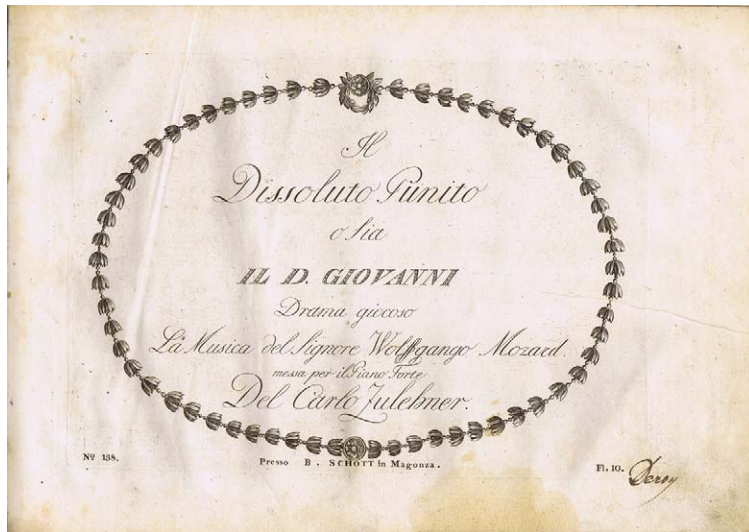 Il
Dissoluto Punito
o sia
IL D. GIOVANNI
Drama giocoso
La Musica del Signore Wolffgango Mozard.
messa per il Piano Forte
Del Carlo Zulehner.
Nº 138.
Presso B. SCHOTT in Magonza.
Fl. 10.